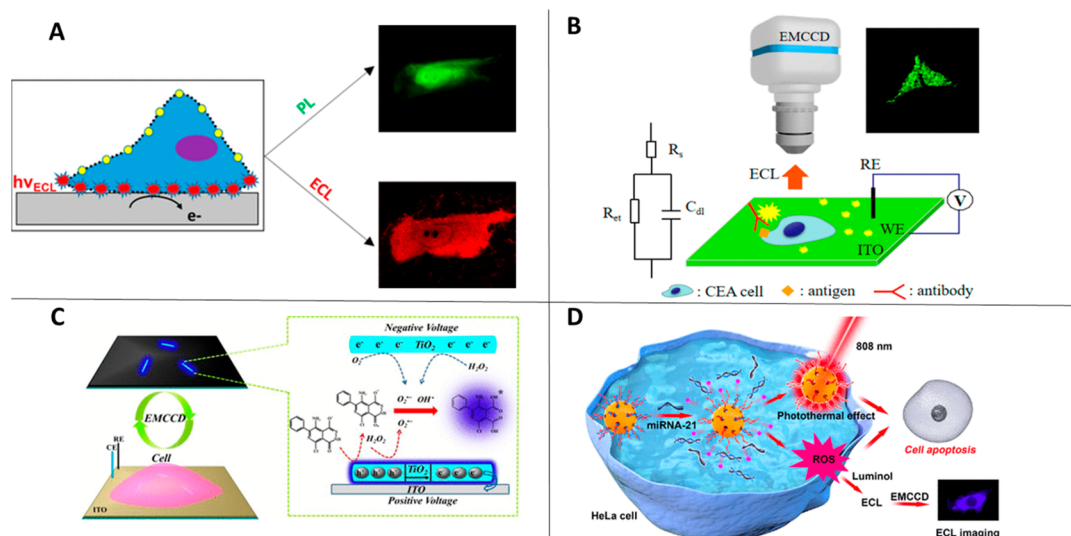 A
PL
ECL
hνECL
e-
B
EMCCD
Rs
ECL
RE
Ret
Cdl
V
WE
ITO
: CEA cell : antigen : antibody
C
Negative Voltage
e- e- e- TiO2 e- e- e-
O2
H2O2
O2•− OH•
EMCCD
H2O2
O2•−
RE
CE
Cell
TiO2
ITO
ITO
Positive Voltage
D
808 nm
miRNA-21
Photothermal effect
Cell apoptosis
ROS
Luminol
HeLa cell
ECL
EMCCD
ECL imaging